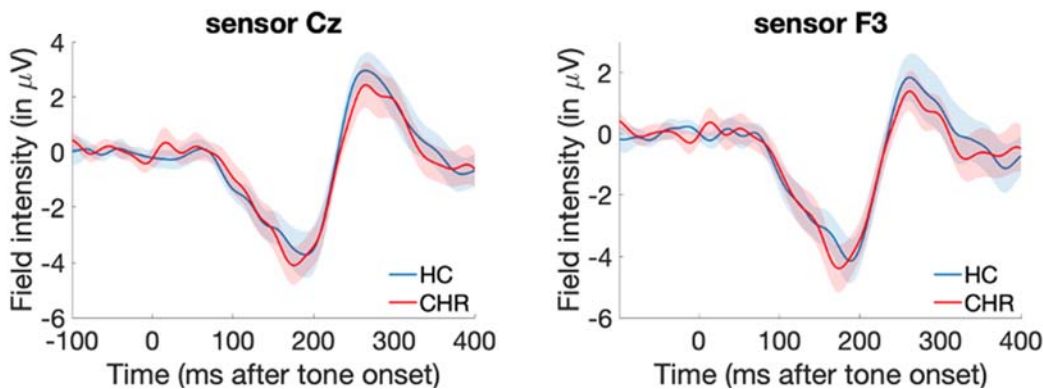 sensor Cz
Field intensity (in μV)
4
2
0
-2
-4
-6
-100
0
100
200
300
400
Time (ms after tone onset)
HC
CHR
sensor F3
Field intensity (in μV)
2
0
-2
-4
-6
0
100
200
300
400
Time (ms after tone onset)
HC
CHR